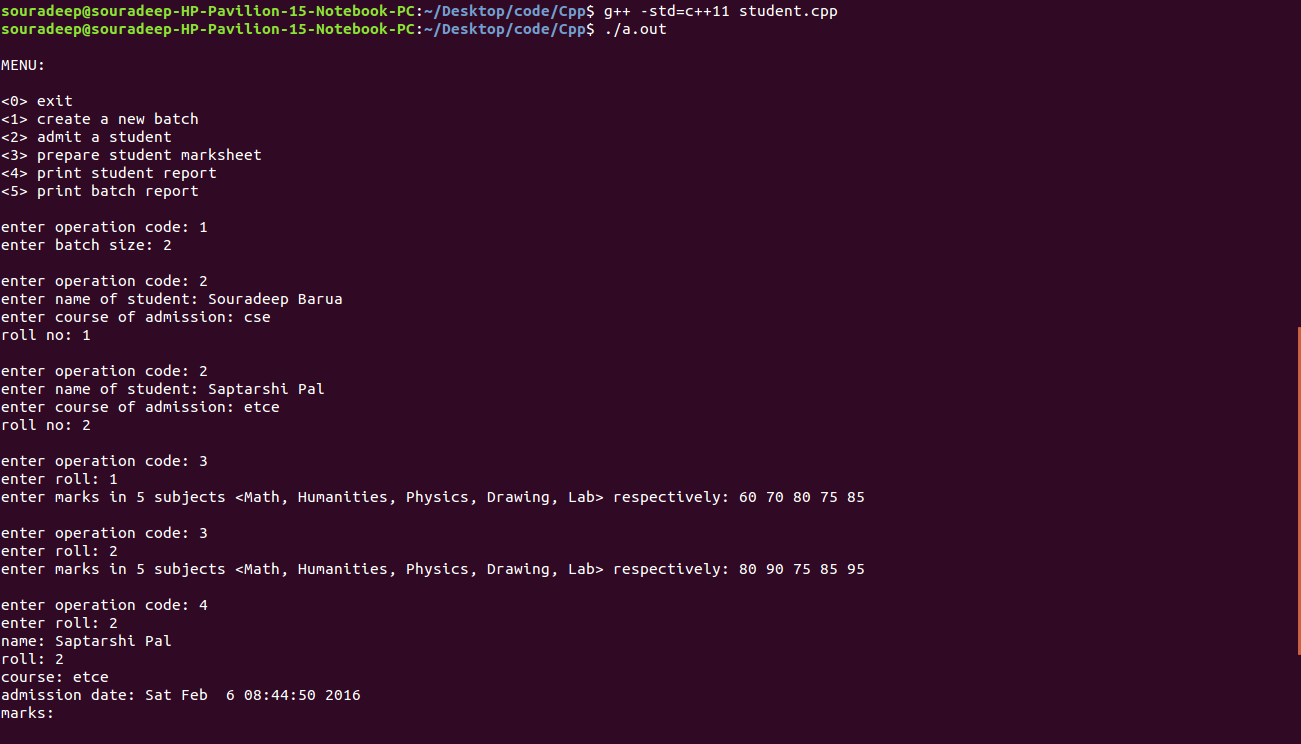 souradeep@souradeep-HP-Pavilion-15-Notebook-PC:~/Desktop/code/Cpp$ g++ -std=c++11 student.cpp
souradeep@souradeep-HP-Pavilion-15-Notebook-PC:~/Desktop/code/Cpp$ ./a.out
MENU:
<0> exit
<1> create a new batch
<2> admit a student
<3> prepare student marksheet
<4> print student report
<5> print batch report
enter operation code: 1
enter batch size: 2
enter operation code: 2
enter name of student: Souradeep Barua
enter course of admission: cse
roll no: 1
enter operation code: 2
enter name of student: Saptarshi Pal
enter course of admission: etce
roll no: 2
enter operation code: 3
enter roll: 1
enter marks in 5 subjects <Math, Humanities, Physics, Drawing, Lab> respectively: 60 70 80 75 85
enter operation code: 3
enter roll: 2
enter marks in 5 subjects <Math, Humanities, Physics, Drawing, Lab> respectively: 80 90 75 85 95
enter operation code: 4
enter roll: 2
name: Saptarshi Pal
roll: 2
course: etce
admission date: Sat Feb  6 08:44:50 2016
marks: